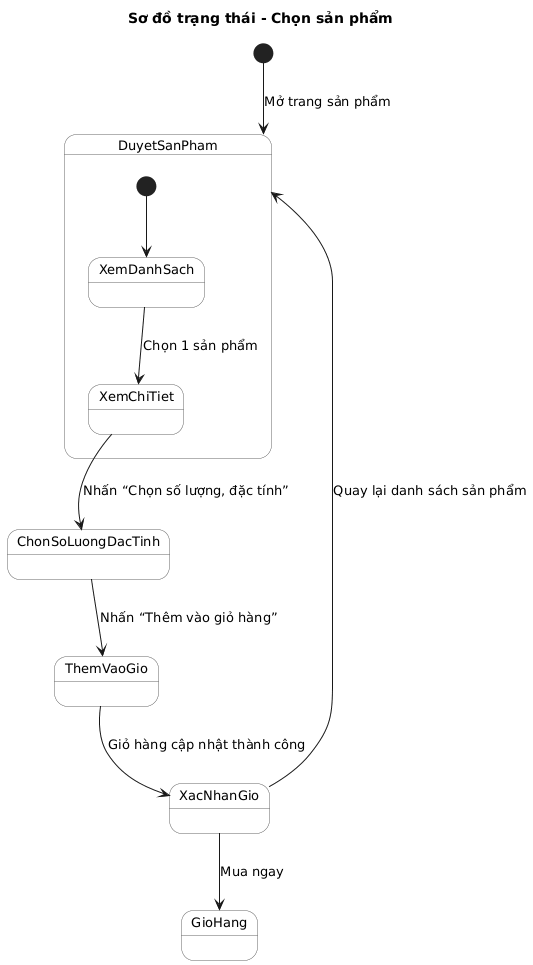 Sơ đồ trạng thái - Chọn sản phẩm
Mở trang sản phẩm
DuyetSanPham
XemDanhSach
Chọn 1 sản phẩm
XemChiTiet
Nhấn “Chọn số lượng, đặc tính”
Quay lại danh sách sản phẩm
ChonSoLuongDacTinh
Nhấn “Thêm vào giỏ hàng”
ThemVaoGio
Giỏ hàng cập nhật thành công
XacNhanGio
Mua ngay
GioHang